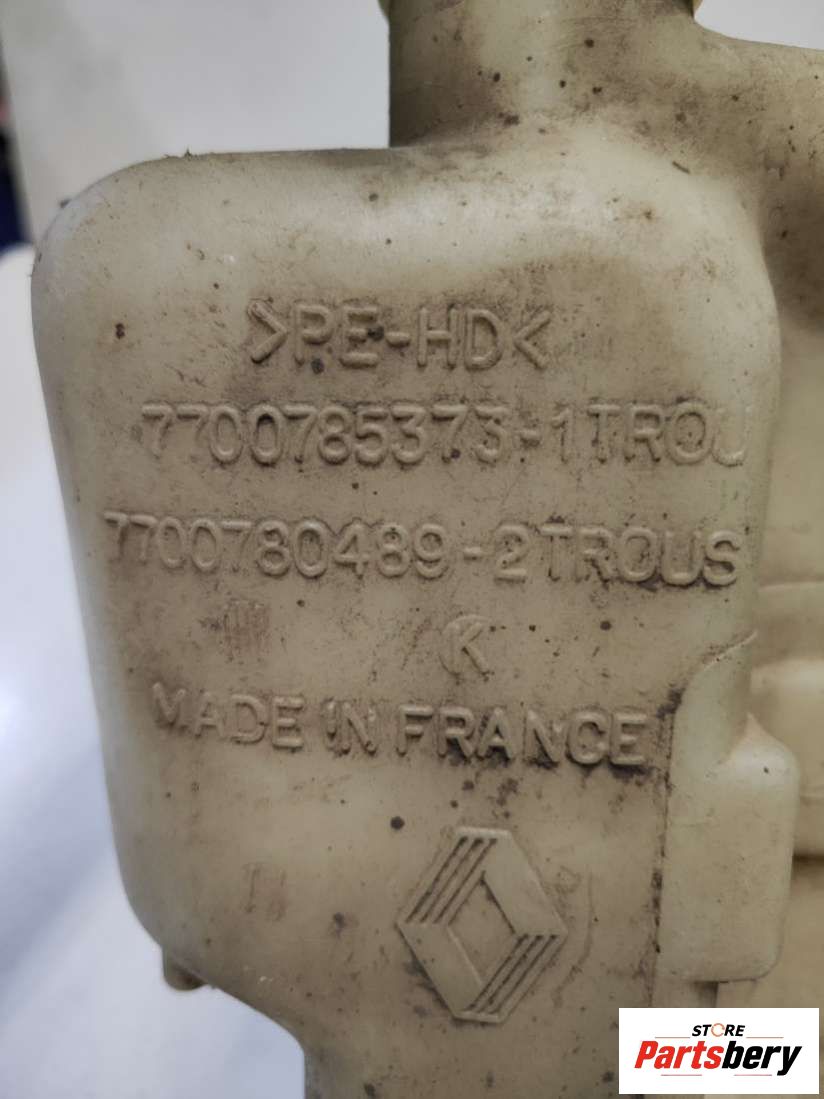 >PE-HD<
7700785373-1TROU
7700780489-2TROUS
K
MADE IN FRANCE
STORE
Partsbery